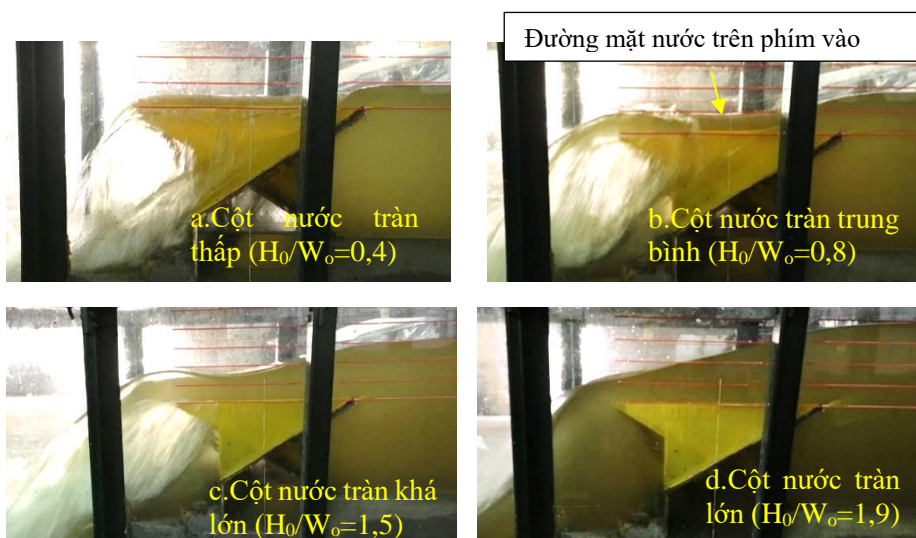 Đường mặt nước trên phím vào
a.Cột nước tràn
thấp (H₀/Wₒ=0,4)
b.Cột nước tràn trung
bình (H₀/Wₒ=0,8)
c.Cột nước tràn khá
lớn (H₀/Wₒ=1,5)
d.Cột nước tràn
lớn (H₀/Wₒ=1,9)